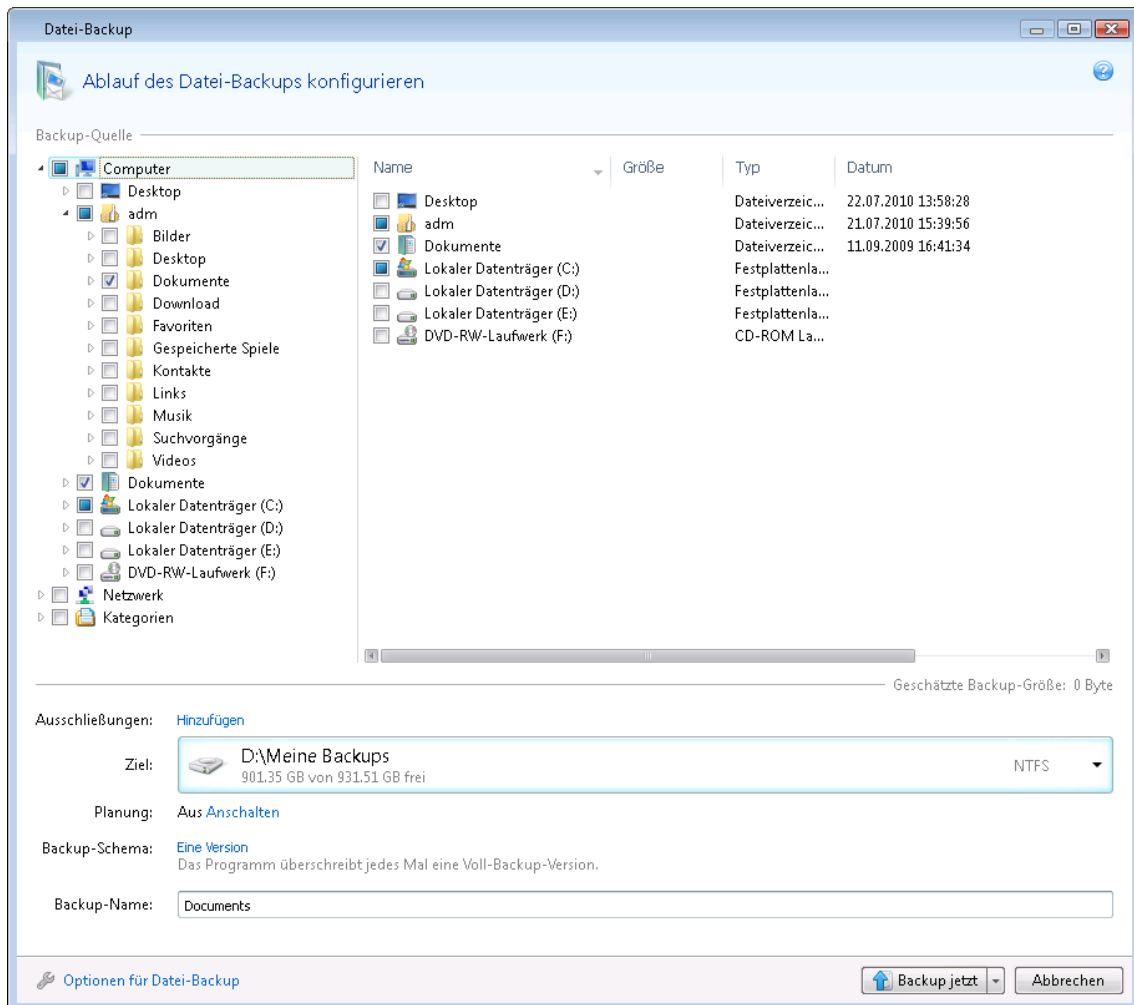 Datei-Backup
Ablauf des Datei-Backups konfigurieren
Backup-Quelle
Computer
Desktop
adm
Bilder
Desktop
Dokumente
Download
Favoriten
Gespeicherte Spiele
Kontakte
Links
Musik
Suchvorgänge
Videos
Dokumente
Lokaler Datenträger (C:)
Lokaler Datenträger (D:)
Lokaler Datenträger (E:)
DVD-RW-Laufwerk (F:)
Netzwerk
Kategorien
Name Größe Typ Datum
Desktop Dateiverzeic... 22.07.2010 13:58:28
adm Dateiverzeic... 21.07.2010 15:39:56
Dokumente Dateiverzeic... 11.09.2009 16:41:34
Lokaler Datenträger (C:) Festplattenla...
Lokaler Datenträger (D:) Festplattenla...
Lokaler Datenträger (E:) Festplattenla...
DVD-RW-Laufwerk (F:) CD-ROM La...
Geschätzte Backup-Größe: 0 Byte
Ausschließungen: Hinzufügen
Ziel: D:\Meine Backups
901.35 GB von 931.51 GB frei
NTFS
Planung: Aus Anschalten
Backup-Schema: Eine Version
Das Programm überschreibt jedes Mal eine Voll-Backup-Version.
Backup-Name: Documents
Optionen für Datei-Backup
Backup jetzt
Abbrechen